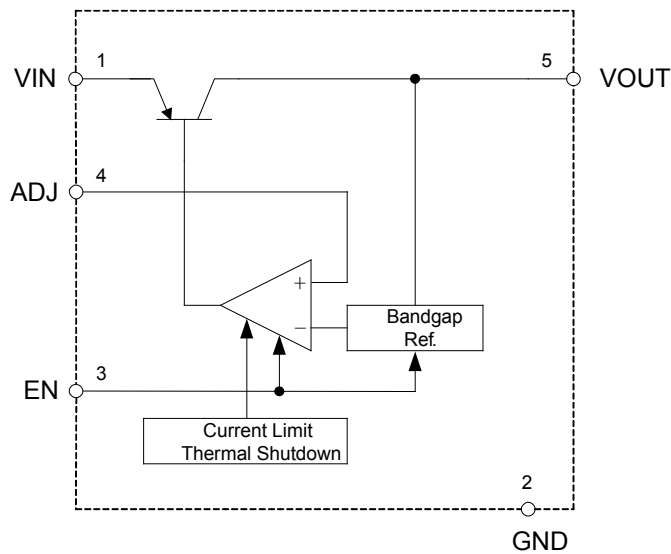 1
5
VIN
VOUT
4
ADJ
+
−
Bandgap
Ref.
3
EN
Current Limit
Thermal Shutdown
2
GND